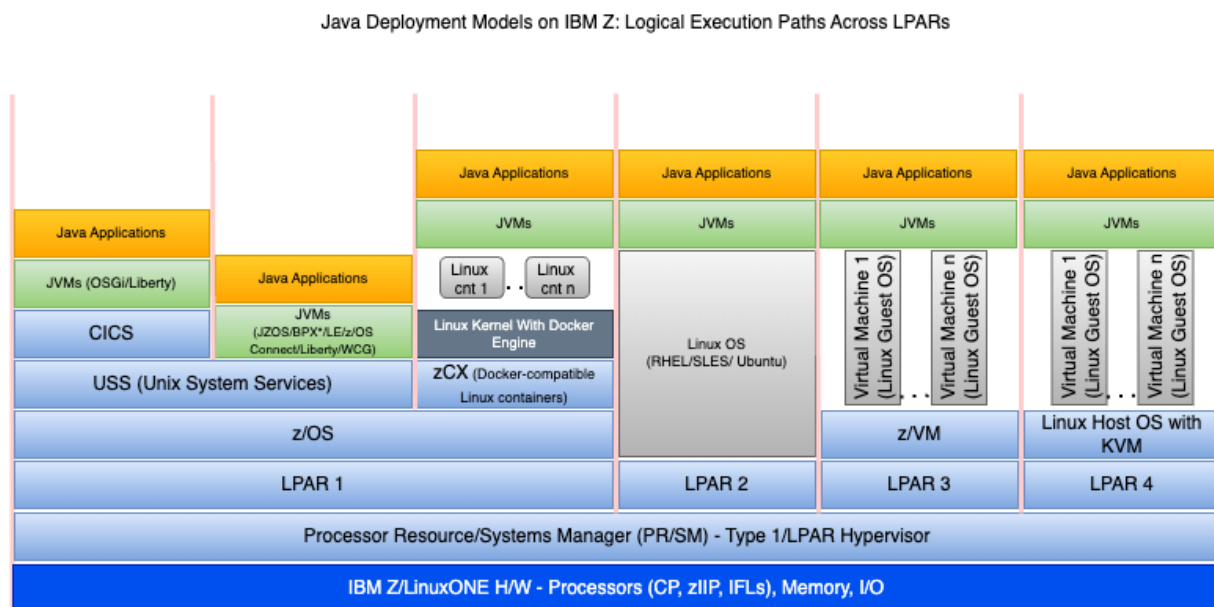 Java Deployment Models on IBM Z: Logical Execution Paths Across LPARs
Java Applications
JVMs (OSGi/Liberty)
CICS
Java Applications
JVMs
(JZOS/BPX*/LE/z/OS
Connect/Liberty/WCG)
USS (Unix System Services)
Java Applications
JVMs
Linux
cnt 1
. .
Linux
cnt n
Linux Kernel With Docker
Engine
zCX (Docker-compatible
Linux containers)
z/OS
LPAR 1
Java Applications
JVMs
Linux OS
(RHEL/SLES/ Ubuntu)
LPAR 2
Java Applications
JVMs
Virtual Machine 1
(Linux Guest OS)
. . .
Virtual Machine n
(Linux Guest OS)
z/VM
LPAR 3
Java Applications
JVMs
Virtual Machine 1
(Linux Guest OS)
. . .
Virtual Machine n
(Linux Guest OS)
Linux Host OS with
KVM
LPAR 4
Processor Resource/Systems Manager (PR/SM) - Type 1/LPAR Hypervisor
IBM Z/LinuxONE H/W - Processors (CP, zIIP, IFLs), Memory, I/O